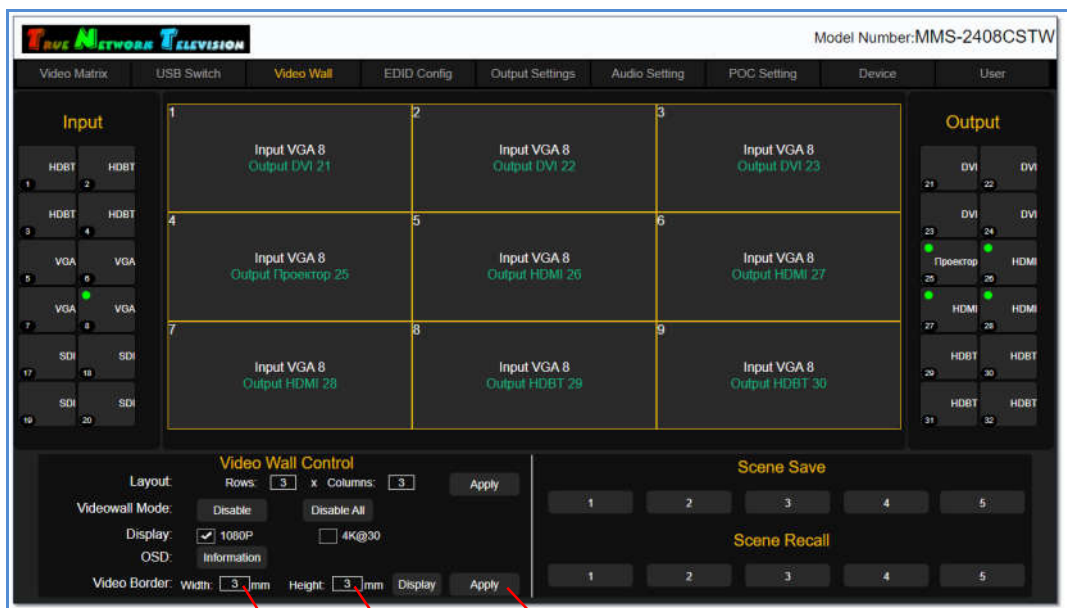 TRUE NETWORK TELEVISION
Model Number:MMS-2408CSTW
Video Matrix USB Switch Video Wall EDID Config Output Settings Audio Setting POC Setting Device User
Input
HDBT HDBT
1 2
HDBT HDBT
3 4
VGA VGA
5 6
VGA VGA
7 8
SDI SDI
17 18
SDI SDI
19 20
1
Input VGA 8
Output DVI 21
2
Input VGA 8
Output DVI 22
3
Input VGA 8
Output DVI 23
4
Input VGA 8
Output Проектор 25
5
Input VGA 8
Output HDMI 26
6
Input VGA 8
Output HDMI 27
7
Input VGA 8
Output HDMI 28
8
Input VGA 8
Output HDBT 29
9
Input VGA 8
Output HDBT 30
Output
DVI DVI
21 22
DVI DVI
23 24
Проектор HDMI
25 26
HDMI HDMI
27 28
HDBT HDBT
29 30
HDBT HDBT
31 32
Video Wall Control
Layout: Rows: 3 x Columns: 3 Apply
Videowall Mode: Disable Disable All
Display: 1080P 4K@30
OSD: Information
Video Border: Width: 3 mm Height: 3 mm Display Apply
Scene Save
1 2 3 4 5
Scene Recall
1 2 3 4 5